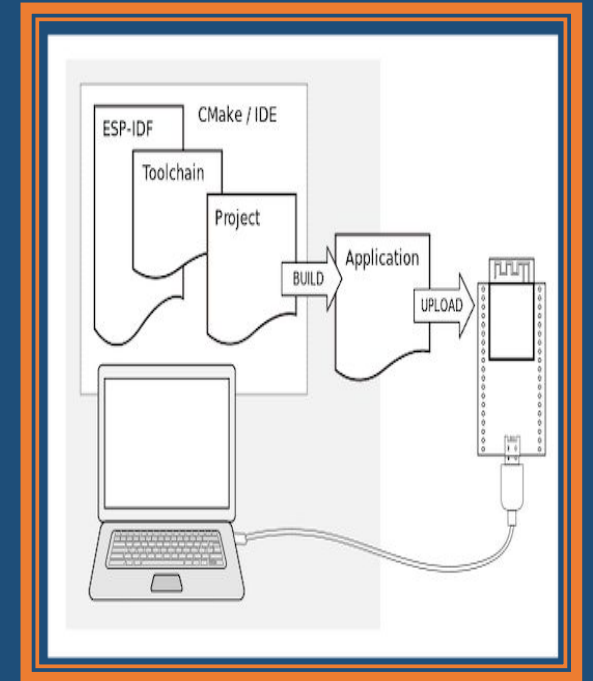 CMake / IDE
ESP-IDF
Toolchain
Project
BUILD
Application
UPLOAD